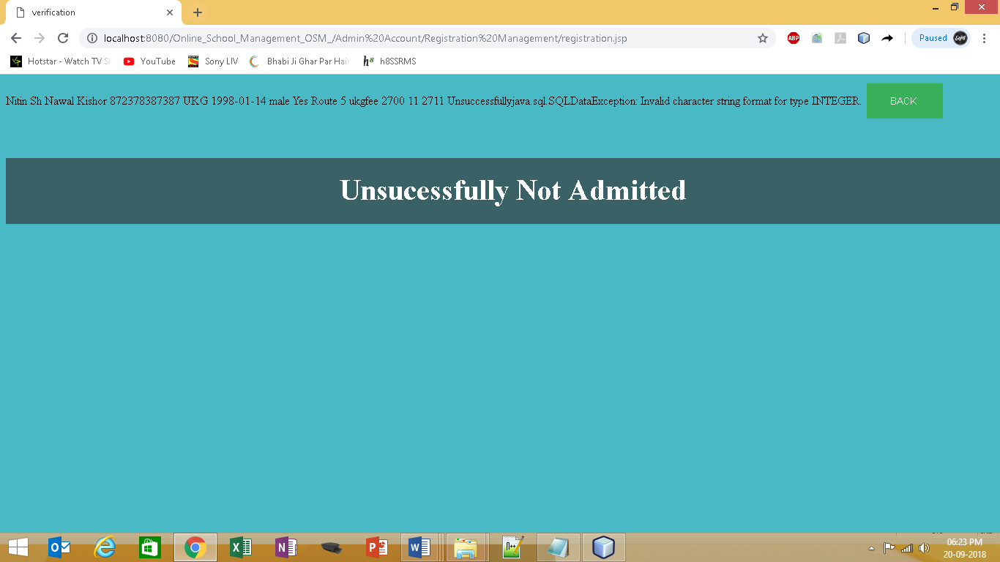 verification
localhost:8080/Online_School_Management_OSM_/Admin%20Account/Registration%20Management/registration.jsp
ABP
Paused
Hotstar - Watch TV S
YouTube
Sony LIV
Bhabi Ji Ghar Par Hain
h8
h8SSRMS
Nitin Sh Nawal Kishor 872378387387 UKG 1998-01-14 male Yes Route 5 ukgfee 2700 11 2711 Unsuccessfullyjava.sql.SQLDataException: Invalid character string format for type INTEGER.
BACK
Unsucessfully Not Admitted
06:23 PM
20-09-2018